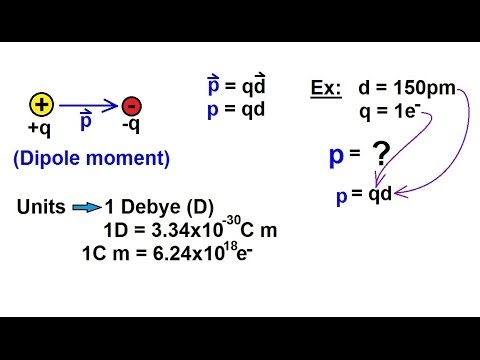 + p⃗ -
+q -q
(Dipole moment)
p⃗ = qd⃗
p = qd
Ex: d = 150pm
q = 1e⁻
p = ?
p = qd
Units → 1 Debye (D)
1D = 3.34x10⁻³⁰C m
1C m = 6.24x10¹⁸e⁻